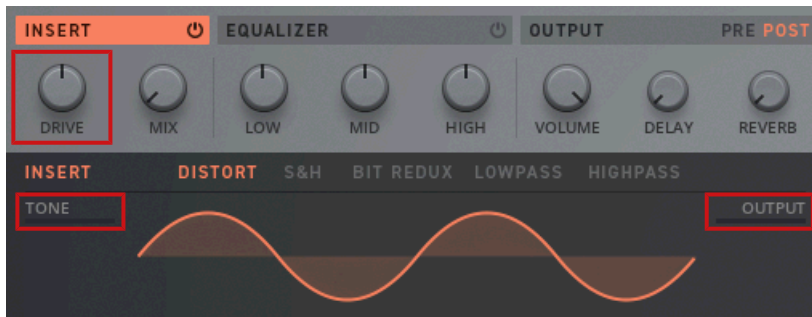 INSERT EQUALIZER OUTPUT PRE POST
DRIVE MIX LOW MID HIGH VOLUME DELAY REVERB
INSERT DISTORT S&H BIT REDUX LOWPASS HIGHPASS
TONE OUTPUT